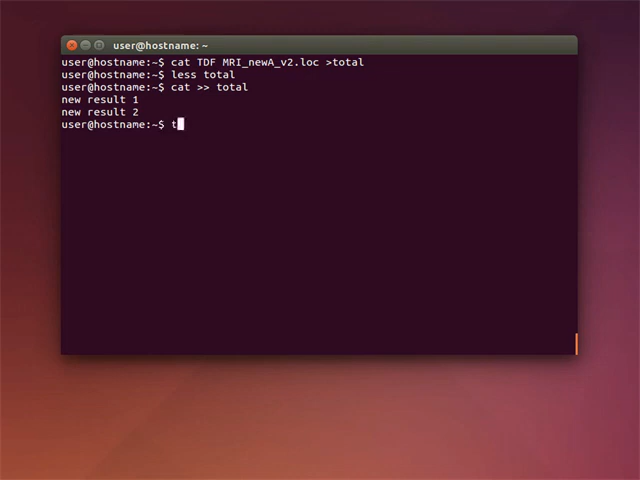 user@hostname: ~
user@hostname:~$ cat TDF MRI_newA_v2.loc >total
user@hostname:~$ less total
user@hostname:~$ cat >> total
new result 1
new result 2
user@hostname:~$ t